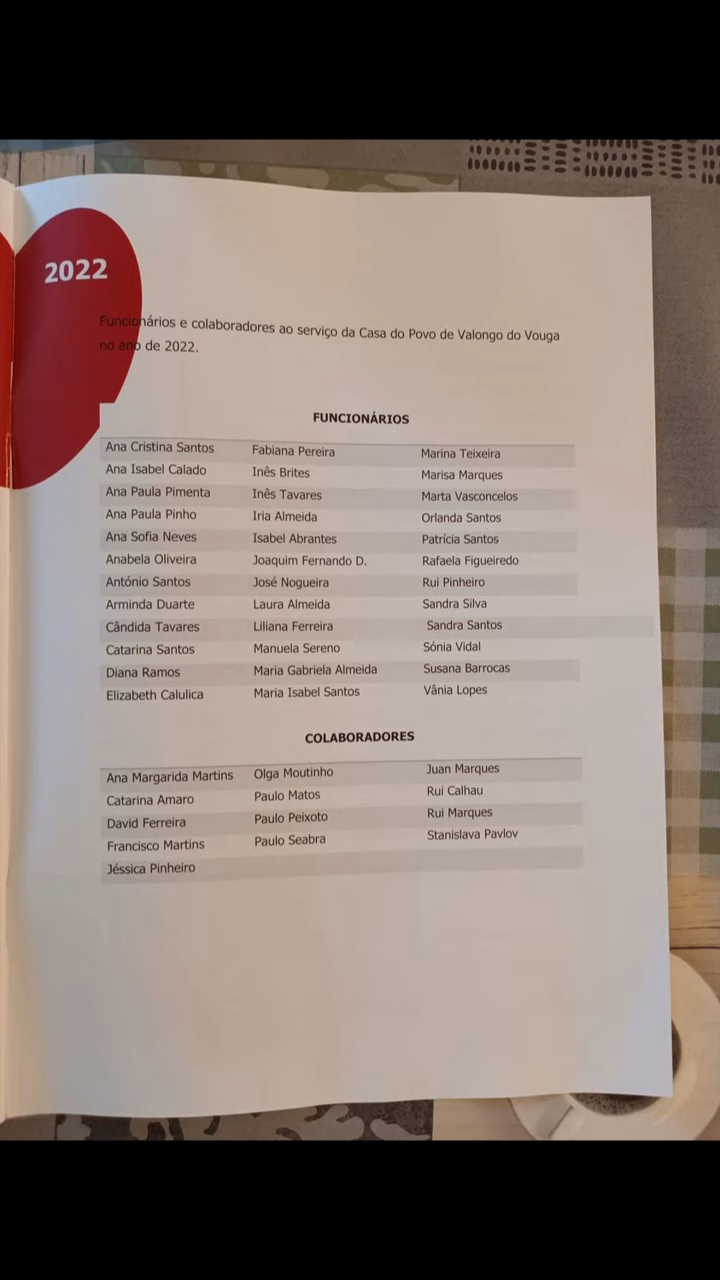 2022
Funcionários e colaboradores ao serviço da Casa do Povo de Valongo do Vouga
no ano de 2022.
FUNCIONÁRIOS
Ana Cristina Santos Fabiana Pereira Marina Teixeira
Ana Isabel Calado Inês Brites Marisa Marques
Ana Paula Pimenta Inês Tavares Marta Vasconcelos
Ana Paula Pinho Iria Almeida Orlanda Santos
Ana Sofia Neves Isabel Abrantes Patrícia Santos
Anabela Oliveira Joaquim Fernando D. Rafaela Figueiredo
António Santos José Nogueira Rui Pinheiro
Arminda Duarte Laura Almeida Sandra Silva
Cândida Tavares Liliana Ferreira Sandra Santos
Catarina Santos Manuela Sereno Sónia Vidal
Diana Ramos Maria Gabriela Almeida Susana Barrocas
Elizabeth Calulica Maria Isabel Santos Vânia Lopes
COLABORADORES
Ana Margarida Martins Olga Moutinho Juan Marques
Catarina Amaro Paulo Matos Rui Calhau
David Ferreira Paulo Peixoto Rui Marques
Francisco Martins Paulo Seabra Stanislava Pavlov
Jéssica Pinheiro